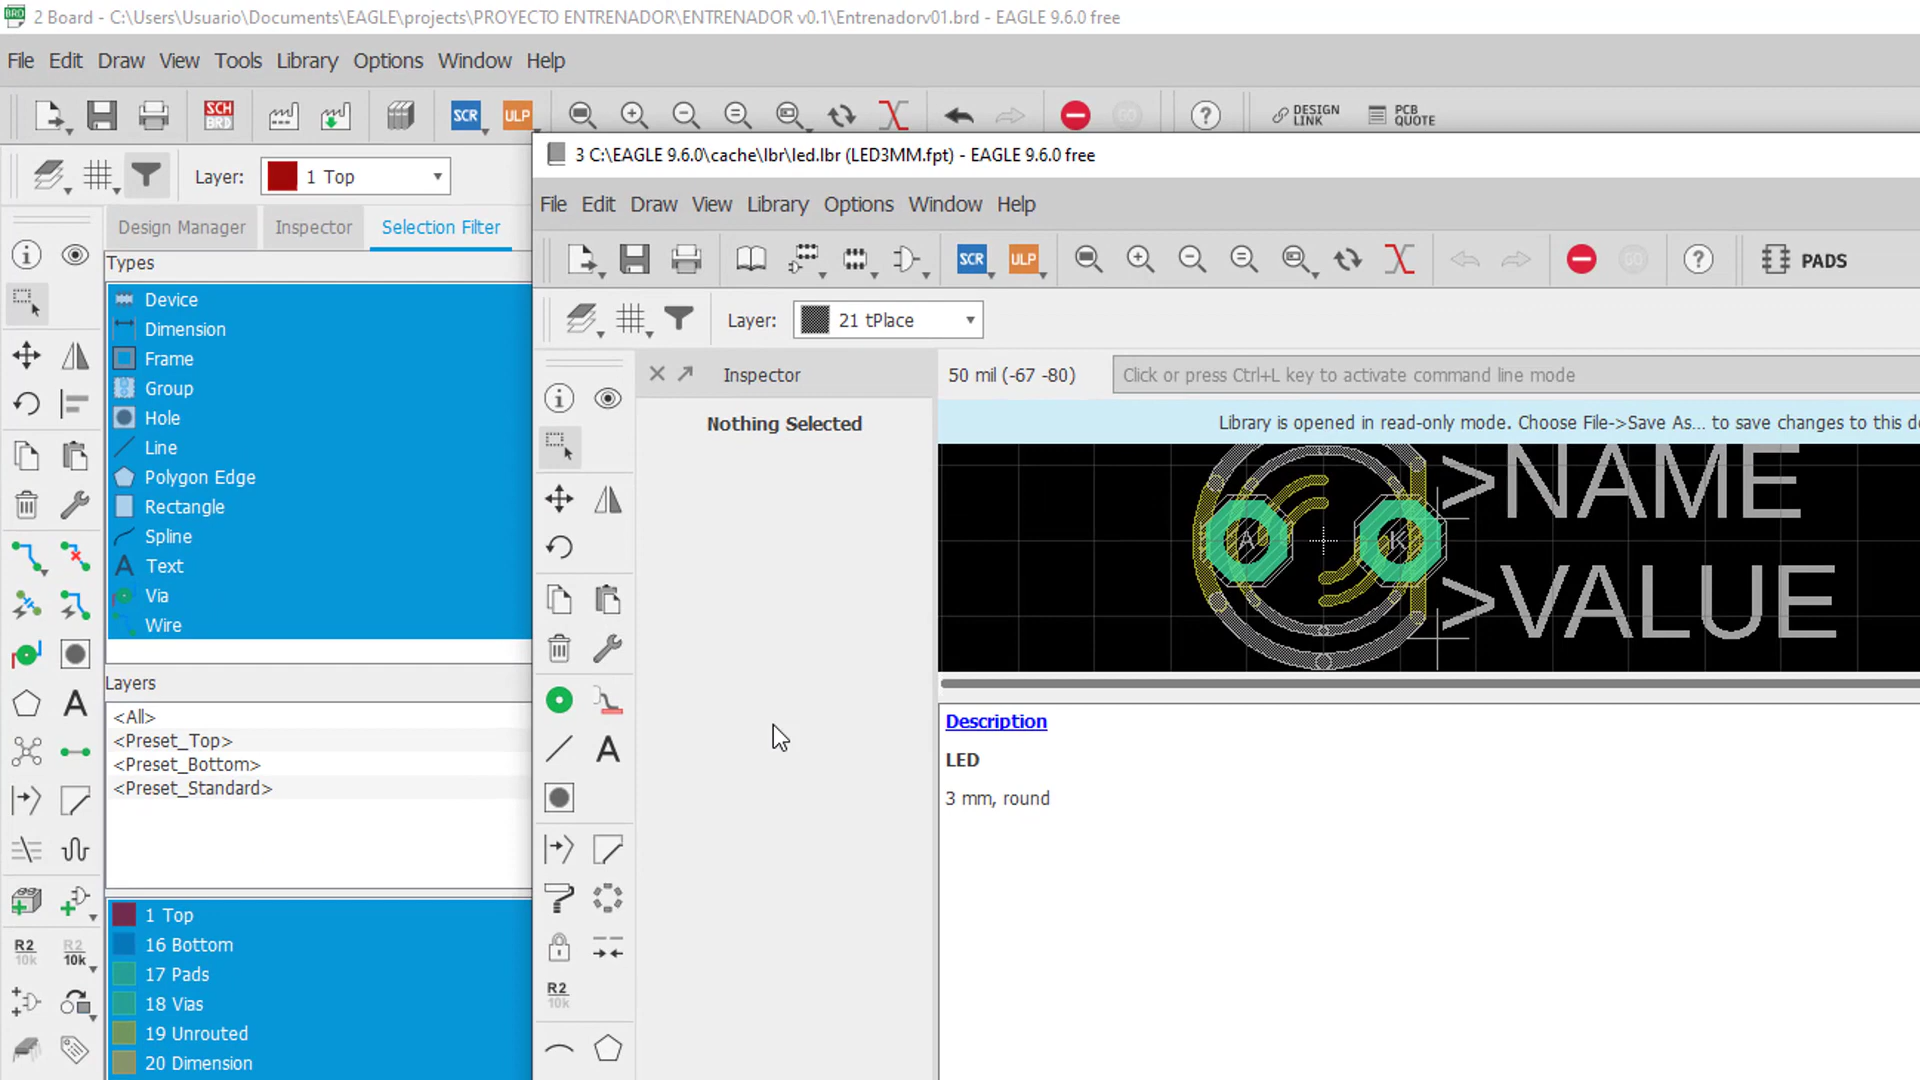 2 Board - C:\Users\Usuario\Documents\EAGLE\projects\PROYECTO ENTRENADOR\ENTRENADOR v0.1\Entrenadorv01.brd - EAGLE 9.6.0 free
File Edit Draw View Tools Library Options Window Help
SCH BRD SCR ULP GO ? DESIGN LINK PCB QUOTE
Layer: 1 Top
Design Manager Inspector Selection Filter
Types
Device
Dimension
Frame
Group
Hole
Line
Polygon Edge
Rectangle
Spline
Text
Via
Wire
Layers
<All>
<Preset_Top>
<Preset_Bottom>
<Preset_Standard>
R2 10k R2 10k
1 Top
16 Bottom
17 Pads
18 Vias
19 Unrouted
20 Dimension
3 C:\EAGLE 9.6.0\cache\lbr\led.lbr (LED3MM.fpt) - EAGLE 9.6.0 free
File Edit Draw View Library Options Window Help
SCR ULP GO ? PADS
Layer: 21 tPlace
Inspector
Nothing Selected
R2 10k
50 mil (-67 -80) Click or press Ctrl+L key to activate command line mode
Library is opened in read-only mode. Choose File->Save As... to save changes to this d
>NAME
A K
>VALUE
Description
LED
3 mm, round